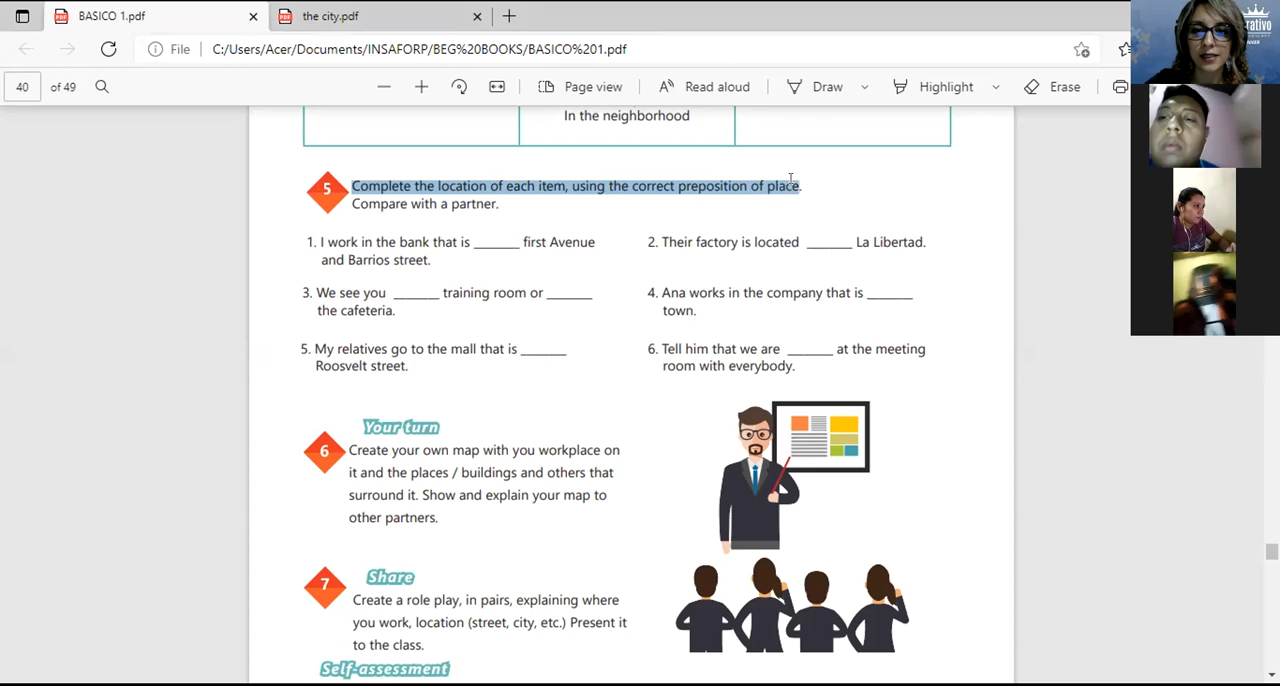 BASICO 1.pdf
the city.pdf
File
C:/Users/Acer/Documents/INSAFORP/BEG%20BOOKS/BASICO%201.pdf
40 of 49
Page view
Read aloud
Draw
Highlight
Erase
In the neighborhood
5
Complete the location of each item, using the correct preposition of place.
Compare with a partner.
1. I work in the bank that is _______ first Avenue
and Barrios street.
2. Their factory is located _______ La Libertad.
3. We see you _______ training room or _______
the cafeteria.
4. Ana works in the company that is _______
town.
5. My relatives go to the mall that is _______
Roosvelt street.
6. Tell him that we are _______ at the meeting
room with everybody.
Your turn
6
Create your own map with you workplace on
it and the places / buildings and others that
surround it. Show and explain your map to
other partners.
Share
7
Create a role play, in pairs, explaining where
you work, location (street, city, etc.) Present it
to the class.
Self-assessment